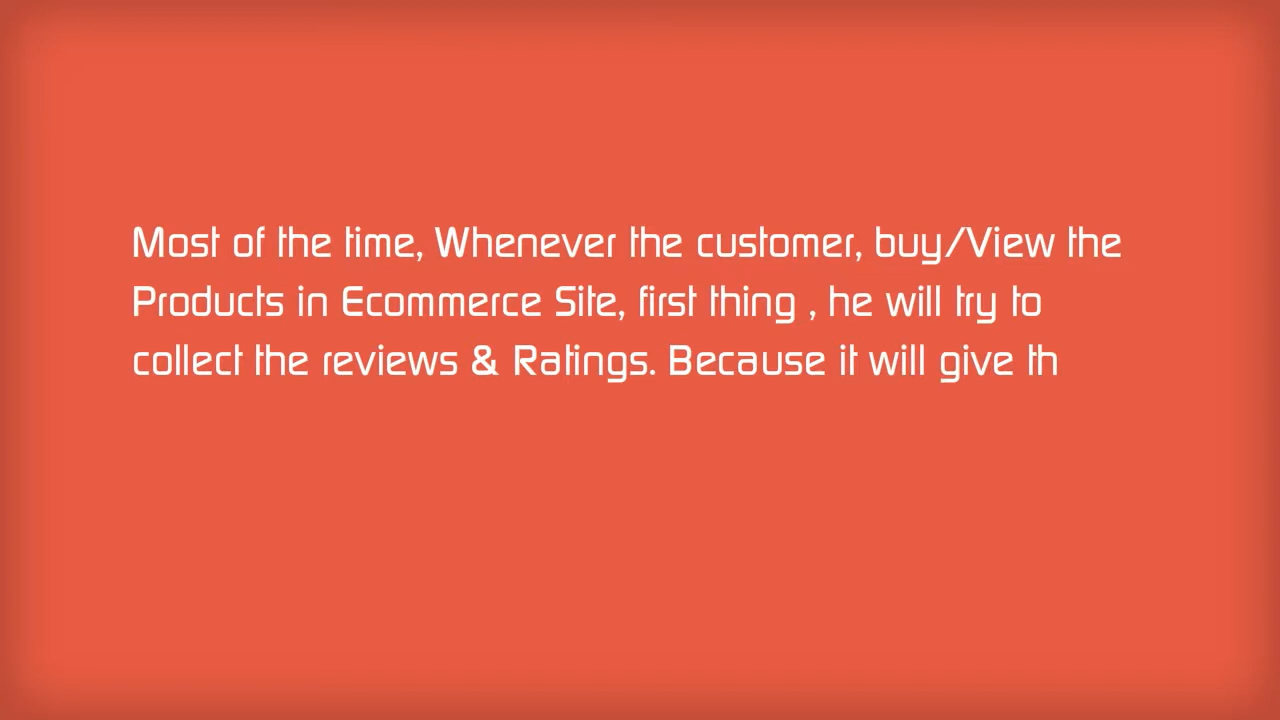 Most of the time, Whenever the customer, buy/View the
Products in Ecommerce Site, first thing , he will try to
collect the reviews & Ratings. Because it will give th